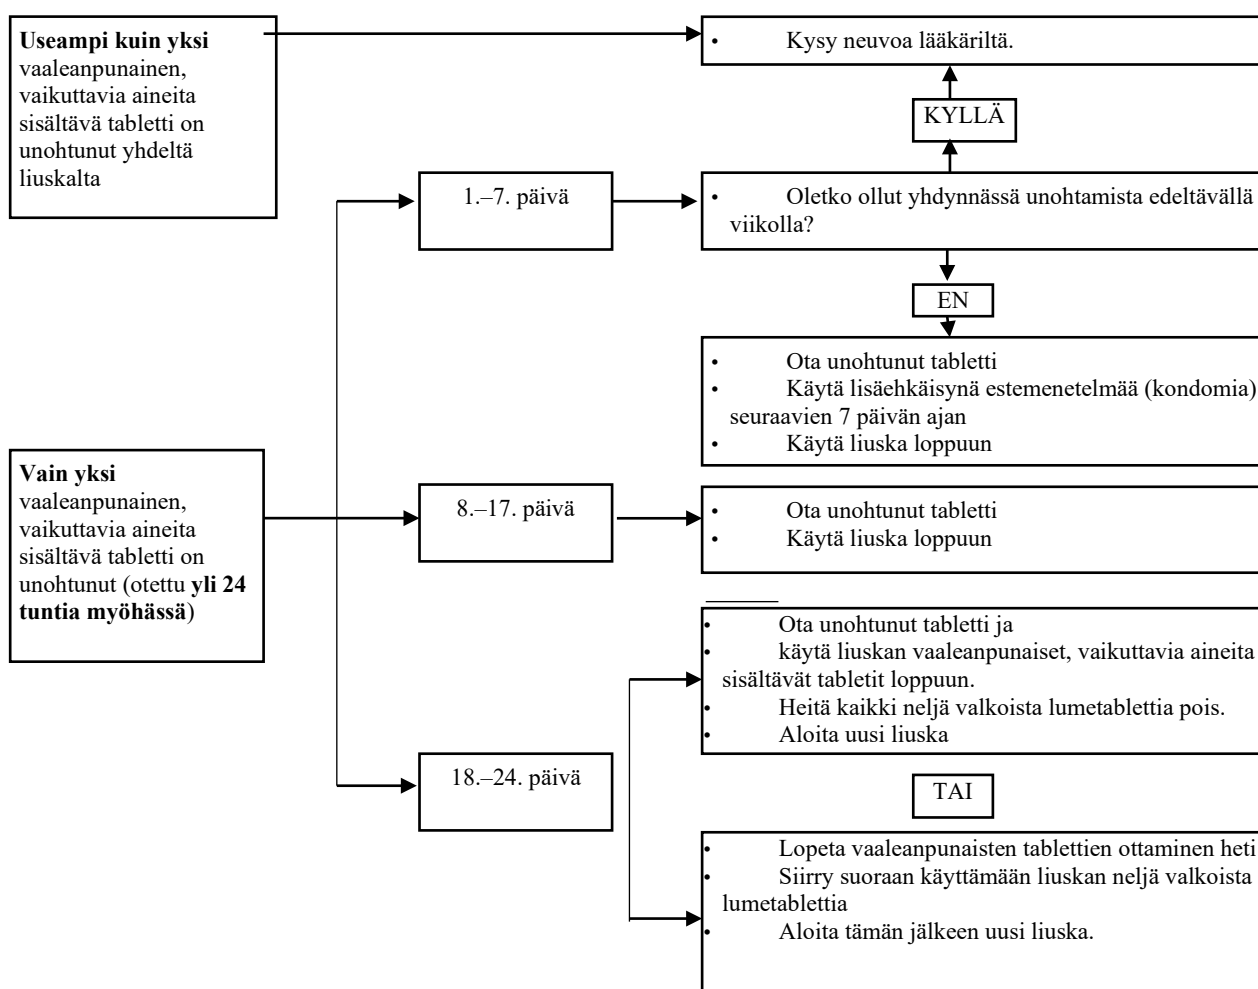 Useampi kuin yksi
vaaleanpunainen,
vaikuttavia aineita
sisältävä tabletti on
unohtunut yhdeltä
liuskalta
• Kysy neuvoa lääkäriltä.
KYLLÄ
1.–7. päivä
• Oletko ollut yhdynnässä unohtamista edeltävällä
viikolla?
EN
• Ota unohtunut tabletti
• Käytä lisäehkäisynä estemenetelmää (kondomia)
seuraavien 7 päivän ajan
• Käytä liuska loppuun
Vain yksi
vaaleanpunainen,
vaikuttavia aineita
sisältävä tabletti on
unohtunut (otettu yli 24
tuntia myöhässä)
8.–17. päivä
• Ota unohtunut tabletti
• Käytä liuska loppuun
18.–24. päivä
• Ota unohtunut tabletti ja
• käytä liuskan vaaleanpunaiset, vaikuttavia aineita
sisältävät tabletit loppuun.
• Heitä kaikki neljä valkoista lumetablettia pois.
• Aloita uusi liuska
TAI
• Lopeta vaaleanpunaisten tablettien ottaminen heti
• Siirry suoraan käyttämään liuskan neljä valkoista
lumetablettia
• Aloita tämän jälkeen uusi liuska.